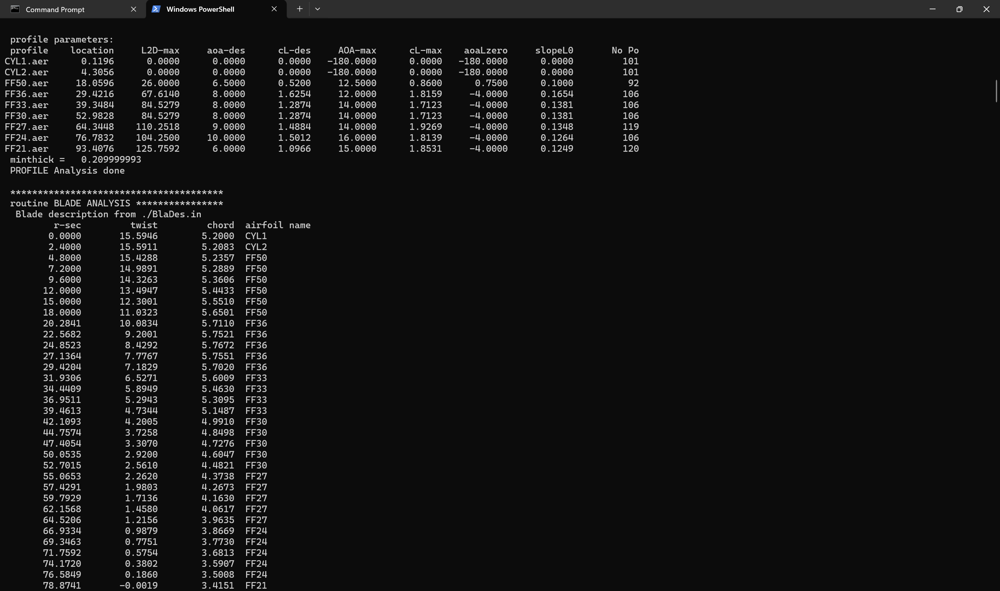 Command Prompt
Windows PowerShell
profile parameters:
profile location L2D-max aoa-des cL-des AOA-max cL-max aoaLzero slopeL0 No Po
CYL1.aer 0.1196 0.0000 0.0000 0.0000 -180.0000 0.0000 -180.0000 0.0000 101
CYL2.aer 4.3056 0.0000 0.0000 0.0000 -180.0000 0.0000 -180.0000 0.0000 101
FF50.aer 18.0596 26.0000 6.5000 0.5200 12.5000 0.8600 0.7500 0.1000 92
FF36.aer 29.4216 67.6140 8.0000 1.6254 12.0000 1.8159 -4.0000 0.1654 106
FF33.aer 39.3484 84.5279 8.0000 1.2874 14.0000 1.7123 -4.0000 0.1381 106
FF30.aer 52.9828 84.5279 8.0000 1.2874 14.0000 1.7123 -4.0000 0.1381 106
FF27.aer 64.3448 110.2518 9.0000 1.4884 14.0000 1.9269 -4.0000 0.1348 119
FF24.aer 76.7832 104.2500 10.0000 1.5012 16.0000 1.8139 -4.0000 0.1264 106
FF21.aer 93.4076 125.7592 6.0000 1.0966 15.0000 1.8531 -4.0000 0.1249 120
minthick = 0.209999993
PROFILE Analysis done
***************************************
routine BLADE ANALYSIS ****************
Blade description from ./BlaDes.in
r-sec twist chord airfoil name
0.0000 15.5946 5.2000 CYL1
2.4000 15.5911 5.2083 CYL2
4.8000 15.4288 5.2357 FF50
7.2000 14.9891 5.2889 FF50
9.6000 14.3263 5.3606 FF50
12.0000 13.4947 5.4433 FF50
15.0000 12.3001 5.5510 FF50
18.0000 11.0323 5.6501 FF50
20.2841 10.0834 5.7110 FF36
22.5682 9.2001 5.7521 FF36
24.8523 8.4292 5.7672 FF36
27.1364 7.7767 5.7551 FF36
29.4204 7.1829 5.7020 FF36
31.9306 6.5271 5.6009 FF33
34.4409 5.8949 5.4630 FF33
36.9511 5.2943 5.3095 FF33
39.4613 4.7344 5.1487 FF33
42.1093 4.2005 4.9910 FF30
44.7574 3.7258 4.8498 FF30
47.4054 3.3070 4.7276 FF30
50.0535 2.9200 4.6047 FF30
52.7015 2.5610 4.4821 FF30
55.0653 2.2620 4.3738 FF27
57.4291 1.9803 4.2673 FF27
59.7929 1.7136 4.1630 FF27
62.1568 1.4580 4.0617 FF27
64.5206 1.2156 3.9635 FF27
66.9334 0.9879 3.8669 FF24
69.3463 0.7751 3.7730 FF24
71.7592 0.5754 3.6813 FF24
74.1720 0.3802 3.5907 FF24
76.5849 0.1860 3.5008 FF24
78.8741 -0.0019 3.4151 FF21